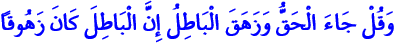 وَقُلْ جَاءَ الْحَقُّ وَزَهَقَ الْبَاطِلُ إِنَّ الْبَاطِلَ كَانَ زَهُوقًا